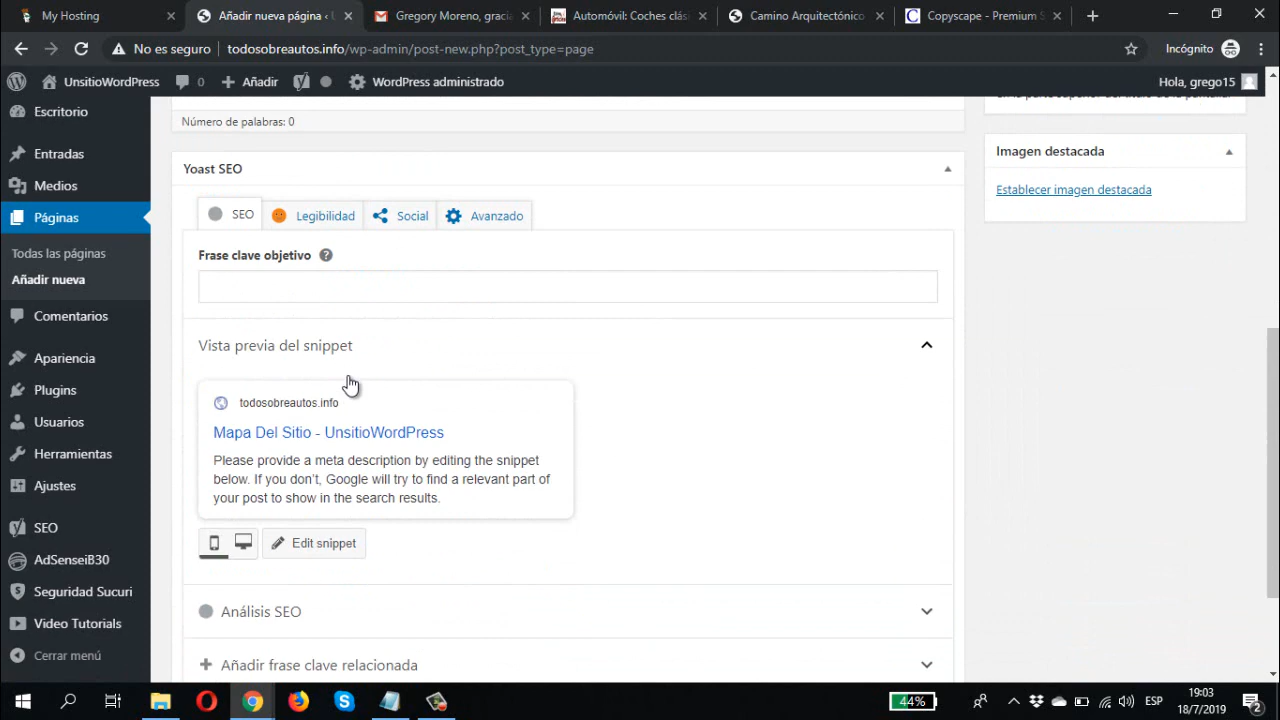 My Hosting
Añadir nueva página ‹ U
Gregory Moreno, gracia
Automóvil: Coches clási
Camino Arquitectónico
Copyscape - Premium S
No es seguro
todosobreautos.info/wp-admin/post-new.php?post_type=page
Incógnito
UnsitioWordPress
0
Añadir
WordPress administrado
Hola, grego15
Escritorio
Entradas
Medios
Páginas
Todas las páginas
Añadir nueva
Comentarios
Apariencia
Plugins
Usuarios
Herramientas
Ajustes
SEO
AdSenseiB30
Seguridad Sucuri
Video Tutorials
Cerrar menú
Número de palabras: 0
Yoast SEO
SEO
Legibilidad
Social
Avanzado
Frase clave objetivo
Vista previa del snippet
todosobreautos.info
Mapa Del Sitio - UnsitioWordPress
Please provide a meta description by editing the snippet
below. If you don't, Google will try to find a relevant part of
your post to show in the search results.
Edit snippet
Análisis SEO
Añadir frase clave relacionada
Imagen destacada
Establecer imagen destacada
44%
ESP
19:03
18/7/2019
2